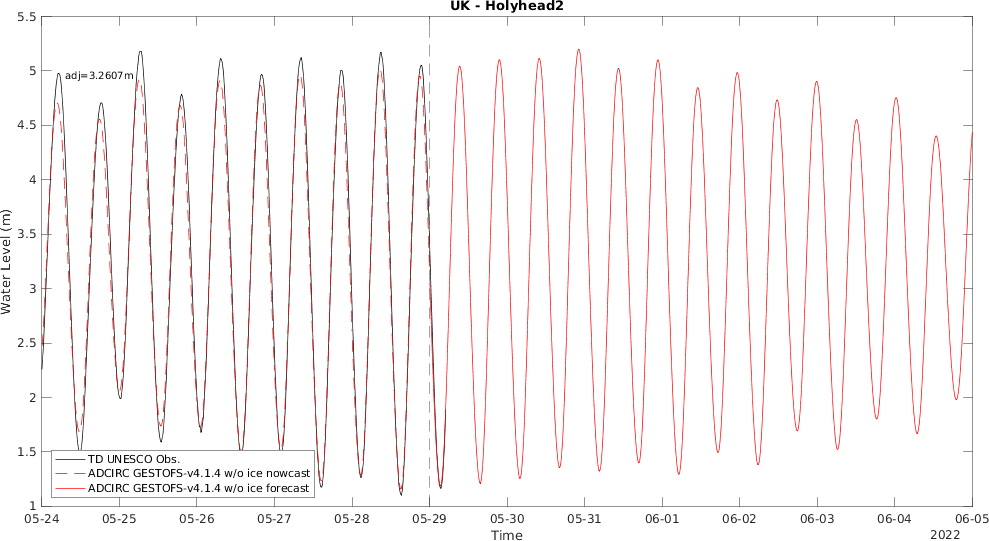 UK - Holyhead2
5.5
5
4.5
4
3.5
3
2.5
2
1.5
1
Water Level (m)
adj=3.2607m
TD UNESCO Obs.
ADCIRC GESTOFS-v4.1.4 w/o ice nowcast
ADCIRC GESTOFS-v4.1.4 w/o ice forecast
05-24 05-25 05-26 05-27 05-28 05-29 05-30 05-31 06-01 06-02 06-03 06-04 06-05
Time
2022